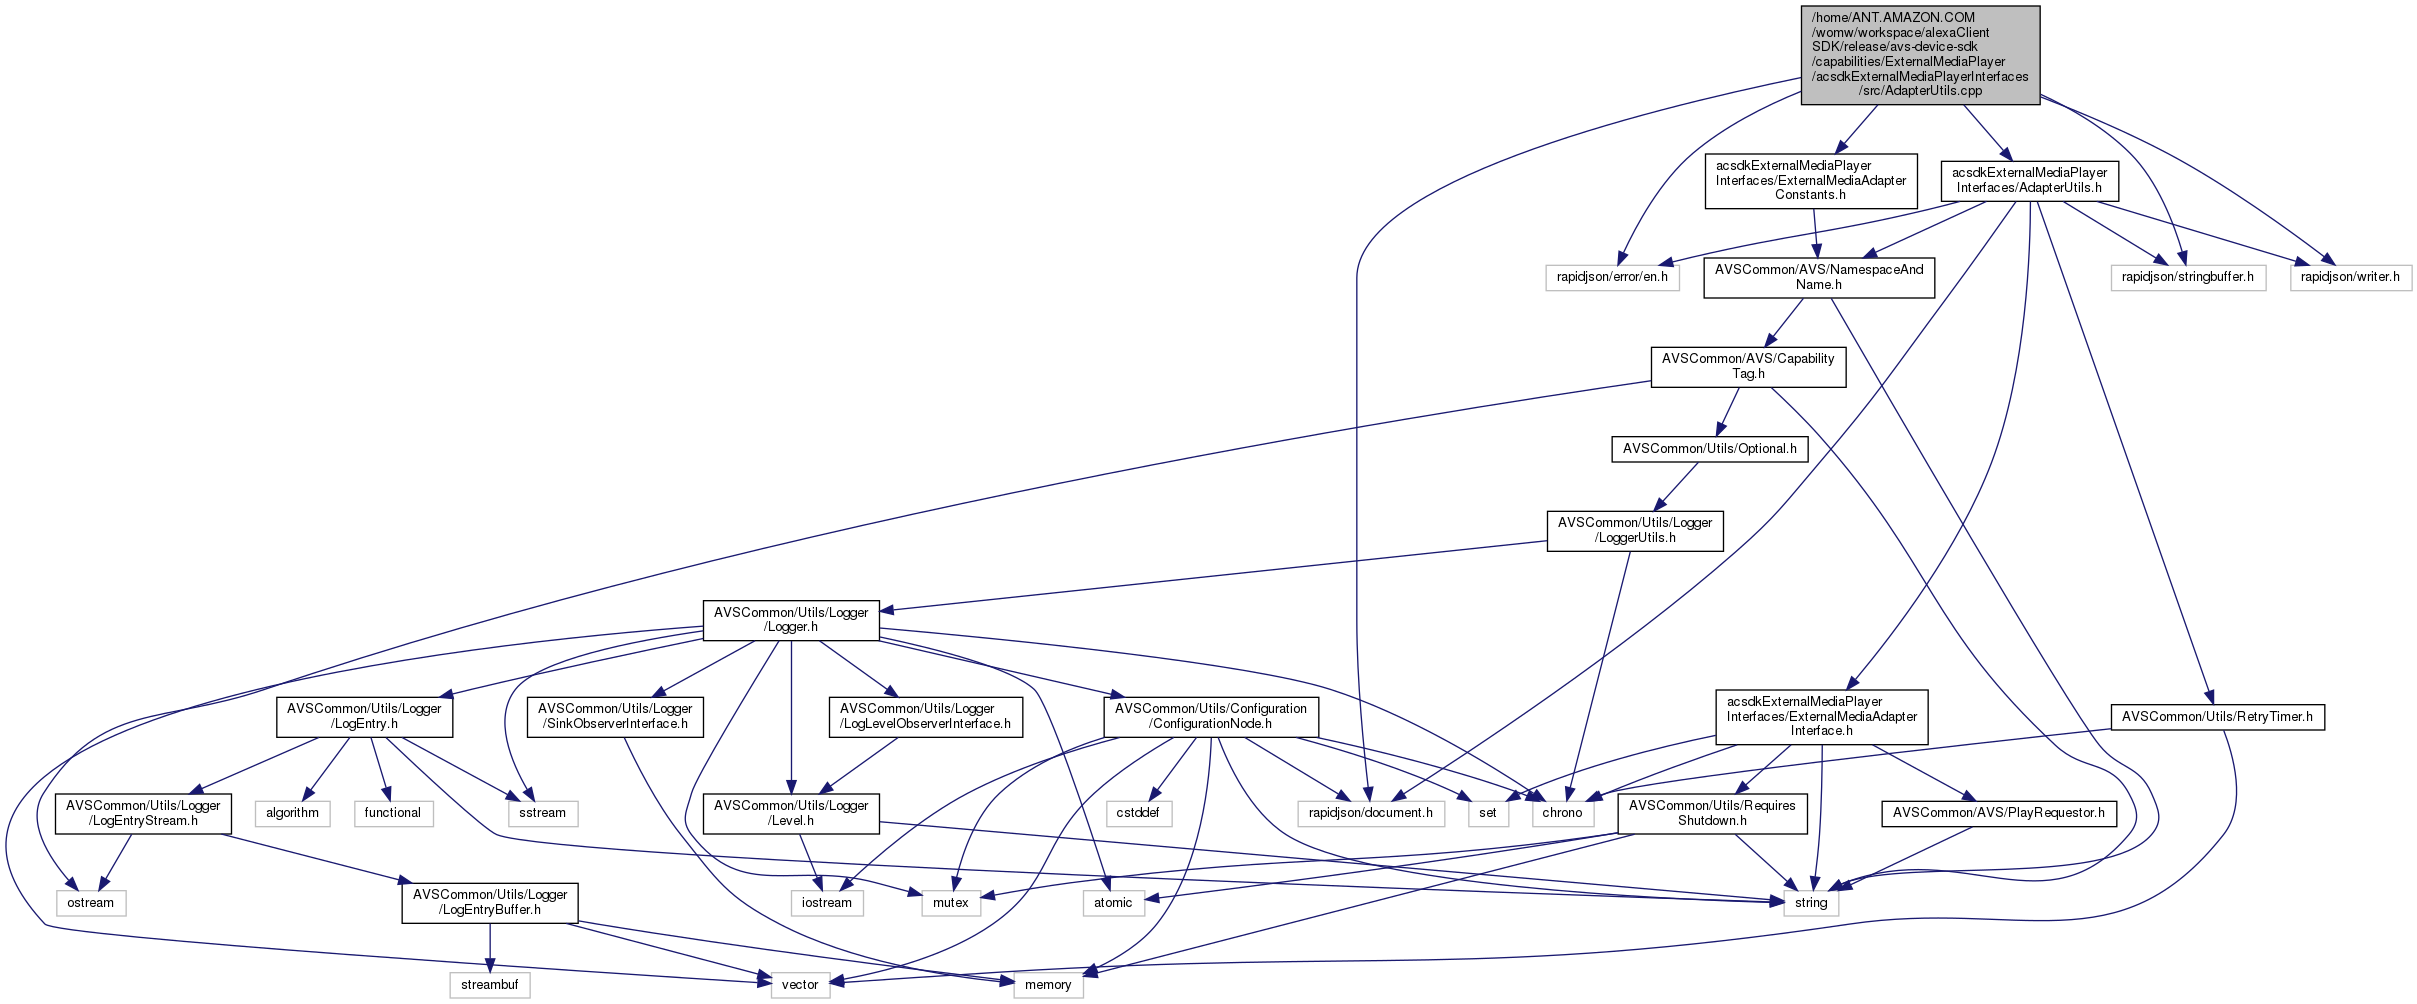 /home/ANT.AMAZON.COM
/womw/workspace/alexaClient
SDK/release/avs-device-sdk
/capabilities/ExternalMediaPlayer
/acsdkExternalMediaPlayerInterfaces
/src/AdapterUtils.cpp
acsdkExternalMediaPlayer
Interfaces/ExternalMediaAdapter
Constants.h
acsdkExternalMediaPlayer
Interfaces/AdapterUtils.h
rapidjson/error/en.h
AVSCommon/AVS/NamespaceAnd
Name.h
rapidjson/stringbuffer.h
rapidjson/writer.h
AVSCommon/AVS/Capability
Tag.h
AVSCommon/Utils/Optional.h
AVSCommon/Utils/Logger
/LoggerUtils.h
AVSCommon/Utils/Logger
/Logger.h
AVSCommon/Utils/Logger
/LogEntry.h
AVSCommon/Utils/Logger
/SinkObserverInterface.h
AVSCommon/Utils/Logger
/LogLevelObserverInterface.h
AVSCommon/Utils/Configuration
/ConfigurationNode.h
acsdkExternalMediaPlayer
Interfaces/ExternalMediaAdapter
Interface.h
AVSCommon/Utils/RetryTimer.h
AVSCommon/Utils/Logger
/LogEntryStream.h
algorithm
functional
sstream
AVSCommon/Utils/Logger
/Level.h
cstddef
rapidjson/document.h
set
chrono
AVSCommon/Utils/Requires
Shutdown.h
AVSCommon/AVS/PlayRequestor.h
ostream
AVSCommon/Utils/Logger
/LogEntryBuffer.h
iostream
mutex
atomic
string
streambuf
vector
memory